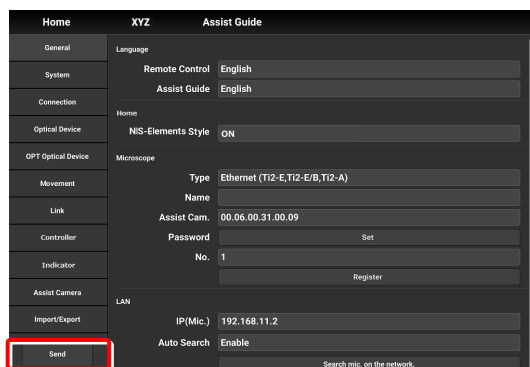 Home XYZ Assist Guide
General
System
Connection
Optical Device
OPT Optical Device
Movement
Link
Controller
Indicator
Assist Camera
Import/Export
Send
Language
Remote Control English
Assist Guide English
Home
NIS-Elements Style ON
Microscope
Type Ethernet (Ti2-E,Ti2-E/B,Ti2-A)
Name
Assist Cam. 00.06.00.31.00.09
Password Set
No. 1
Register
LAN
IP(Mic.) 192.168.11.2
Auto Search Enable
Search mic. on the network.